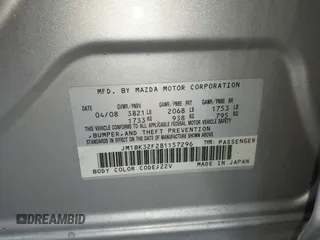 MFD. BY MAZDA MOTOR CORPORATION
GVWR/PNBV GAWR/PNBE FRT GAWR/PNBE RR
04/08 3821 LB 2068 LB 1753 LB
1733 KG 938 KG 795 KG
THIS VEHICLE CONFORMS TO ALL APPLICABLE FEDERAL MOTOR VEHICLE SAFETY
, BUMPER, AND THEFT PREVENTION
STANDARDS IN EFFECT ON THE DATE OF MANUFACTURE SHOWN ABOVE.
JM1BK32F281157296 TYPE: PASSENGER
BODY COLOR CODE: 22V MADE IN JAPAN
DREAMBID